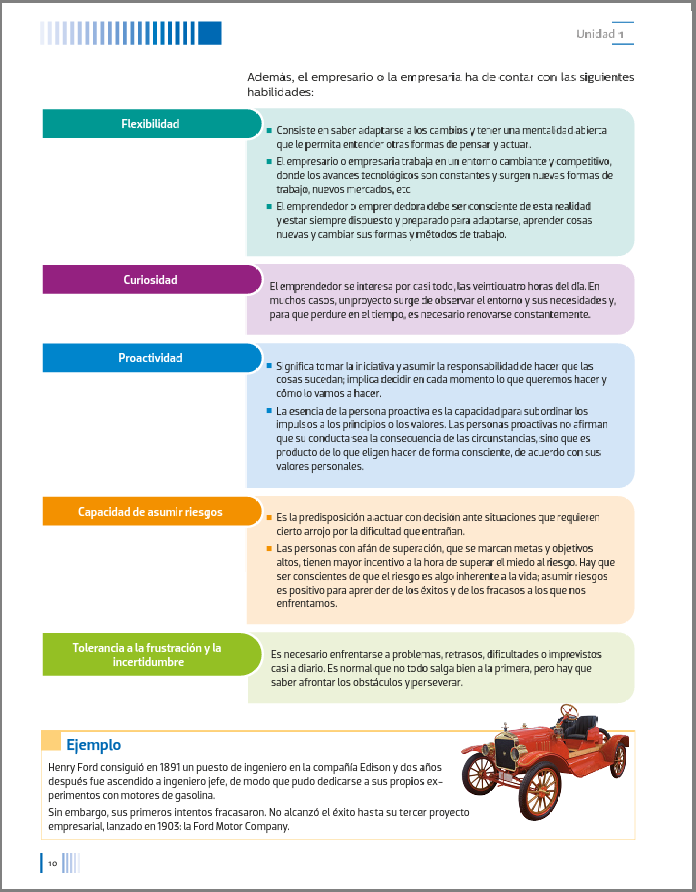 Unidad 1
Además, el empresario o la empresaria ha de contar con las siguientes
habilidades:
Flexibilidad
■ Consiste en saber adaptarse a los cambios y tener una mentalidad abierta
que le permita entender otras formas de pensar y actuar.
■ El empresario o empresaria trabaja en un entorno cambiante y competitivo,
donde los avances tecnológicos son constantes y surgen nuevas formas de
trabajo, nuevos mercados, etc.
■ El emprendedor o emprendedora debe ser consciente de esta realidad
y estar siempre dispuesto y preparado para adaptarse, aprender cosas
nuevas y cambiar sus formas y métodos de trabajo.
Curiosidad
El emprendedor se interesa por casi todo, las veinticuatro horas del día. En
muchos casos, un proyecto surge de observar el entorno y sus necesidades y,
para que perdure en el tiempo, es necesario renovarse constantemente.
Proactividad
■ Significa tomar la iniciativa y asumir la responsabilidad de hacer que las
cosas sucedan; implica decidir en cada momento lo que queremos hacer y
cómo lo vamos a hacer.
■ La esencia de la persona proactiva es la capacidad para subordinar los
impulsos a los principios o los valores. Las personas proactivas no afirman
que su conducta sea la consecuencia de las circunstancias, sino que es
producto de lo que eligen hacer de forma consciente, de acuerdo con sus
valores personales.
Capacidad de asumir riesgos
■ Es la predisposición a actuar con decisión ante situaciones que requieren
cierto arrojo por la dificultad que entrañan.
■ Las personas con afán de superación, que se marcan metas y objetivos
altos, tienen mayor incentivo a la hora de superar el miedo al riesgo. Hay que
ser conscientes de que el riesgo es algo inherente a la vida; asumir riesgos
es positivo para aprender de los éxitos y de los fracasos a los que nos
enfrentamos.
Tolerancia a la frustración y la
incertidumbre
Es necesario enfrentarse a problemas, retrasos, dificultades o imprevistos
casi a diario. Es normal que no todo salga bien a la primera, pero hay que
saber afrontar los obstáculos y perseverar.
Ejemplo
Henry Ford consiguió en 1891 un puesto de ingeniero en la compañía Edison y dos años
después fue ascendido a ingeniero jefe, de modo que pudo dedicarse a sus propios ex-
perimentos con motores de gasolina.
Sin embargo, sus primeros intentos fracasaron. No alcanzó el éxito hasta su tercer proyecto
empresarial, lanzado en 1903: la Ford Motor Company.
10